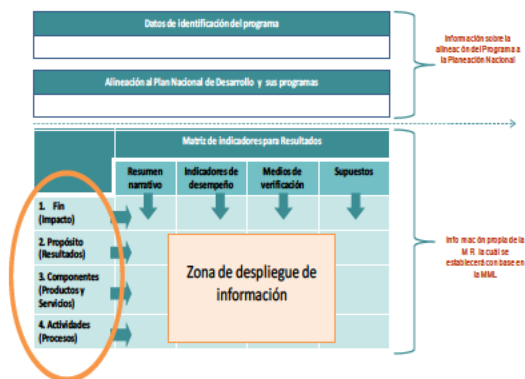 Datos de identificación del programa
Información sobre la
alineación del Programa a
la Planeación Nacional
Alineación al Plan Nacional de Desarrollo y sus programas
Matriz de indicadores para Resultados
Resumen
narrativo
Indicadores de
desempeño
Medios de
verificación
Supuestos
1. Fin
(Impacto)
2. Propósito
(Resultados)
3. Componentes
(Productos y
Servicios)
4. Actividades
(Procesos)
Zona de despliegue de
información
Información propia de la
M R la cuál se
establecerá con base en
la MML